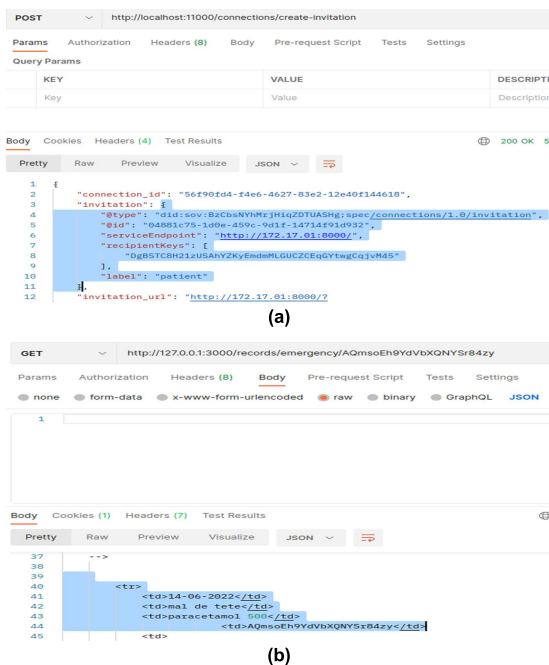 POST http://localhost:11000/connections/create-invitation
Params Authorization Headers (8) Body Pre-request Script Tests Settings
Query Params
KEY VALUE DESCRIPTI
Key Value Description
Body Cookies Headers (4) Test Results 200 OK 5
Pretty Raw Preview Visualize JSON
1 {
2 "connection_id": "56f90fd4-f4e6-4627-83e2-12e40f144618",
3 "invitation": {
4 "@type": "did:sov:BzCbsNYhMrjHiqZDTUASHg;spec/connections/1.0/invitation",
5 "@id": "04881c75-1d0e-459c-9d1f-14714f91d932",
6 "serviceEndpoint": "http://172.17.01:8000/",
7 "recipientKeys": [
8 "DgBSTC8H21zUSAhYZKyEmdmMLGUCZCEqGYtwgCqjvM45"
9 ],
10 "label": "patient"
11 },
12 "invitation_url": "http://172.17.01:8000/?
(a)
GET http://127.0.0.1:3000/records/emergency/AQmsoEh9YdVbXQNYSr84zy
Params Authorization Headers (8) Body Pre-request Script Tests Settings
none form-data x-www-form-urlencoded raw binary GraphQL JSON
1
Body Cookies (1) Headers (7) Test Results
Pretty Raw Preview Visualize JSON
37 -->
38
39
40 <tr>
41 <td>14-06-2022</td>
42 <td>mal de tete</td>
43 <td>paracetamol 500</td>
44 <td>AQmsoEh9YdVbXQNYSr84zy</td>
45 <td>
(b)